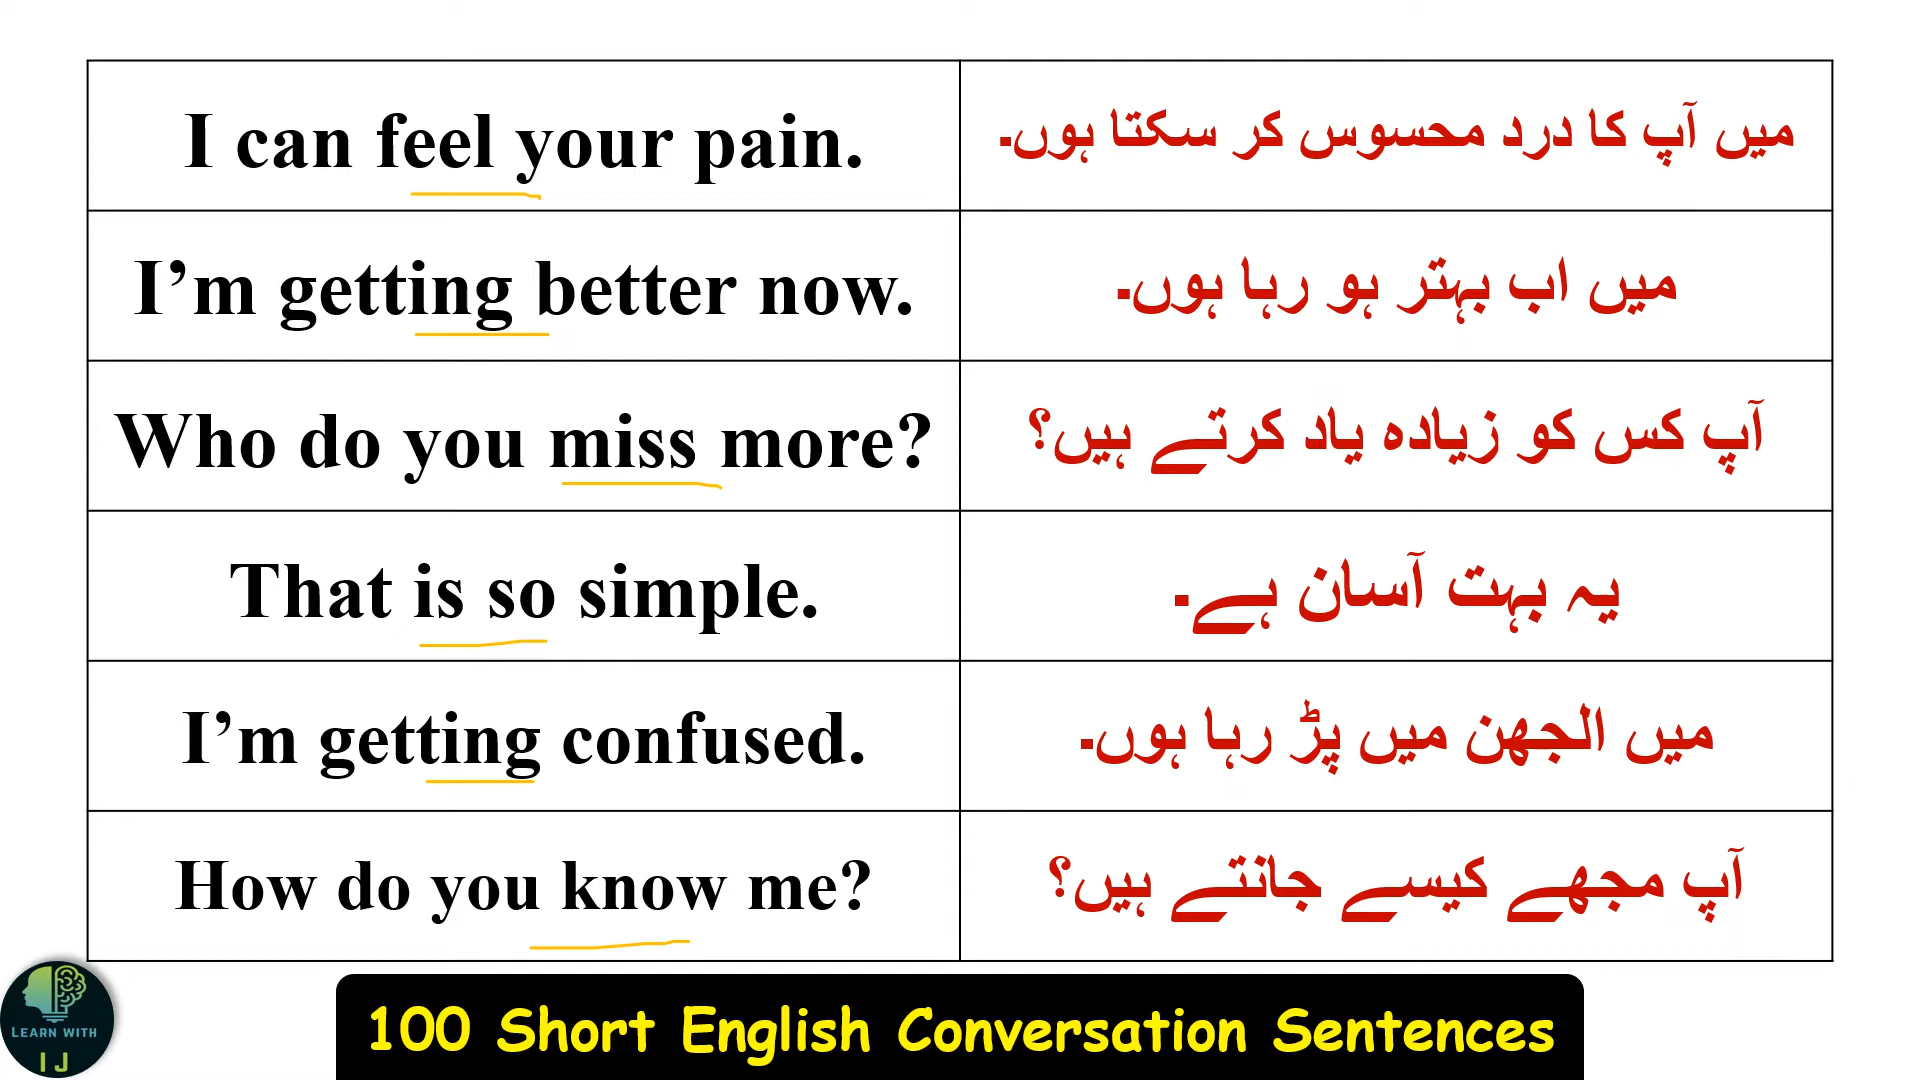 I can feel your pain.
میں آپ کا درد محسوس کر سکتا ہوں۔
I’m getting better now.
میں اب بہتر ہو رہا ہوں۔
Who do you miss more?
آپ کس کو زیادہ یاد کرتے ہیں؟
That is so simple.
یہ بہت آسان ہے۔
I’m getting confused.
میں الجھن میں پڑ رہا ہوں۔
How do you know me?
آپ مجھے کیسے جانتے ہیں؟
LEARN WITH
I J
100 Short English Conversation Sentences